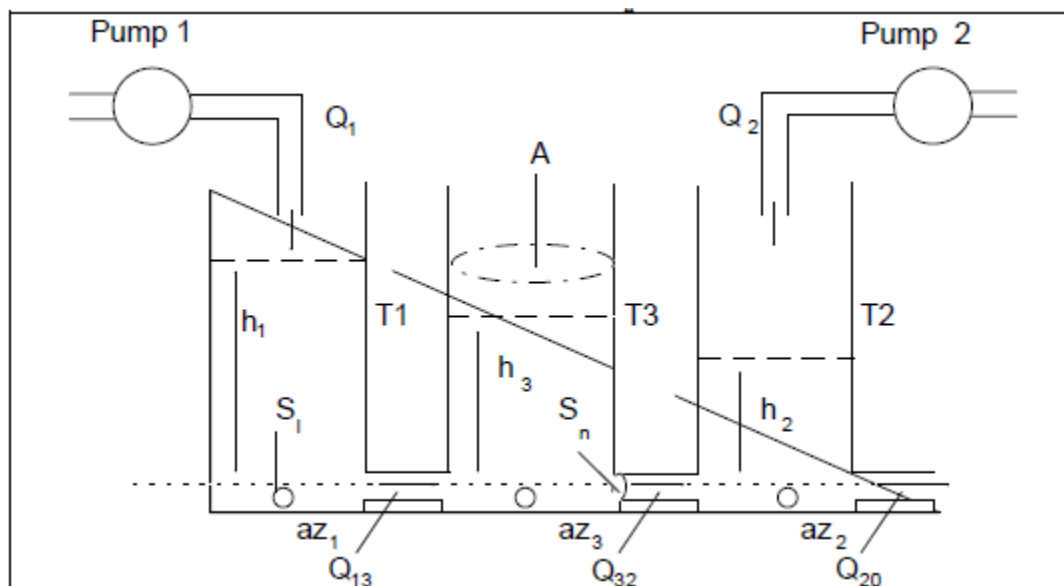 Pump 1
Pump 2
Q₁
Q₂
A
T1
T3
T2
h₁
h₃
h₂
Sₗ
Sₙ
az₁
az₃
az₂
Q₁₃
Q₃₂
Q₂₀